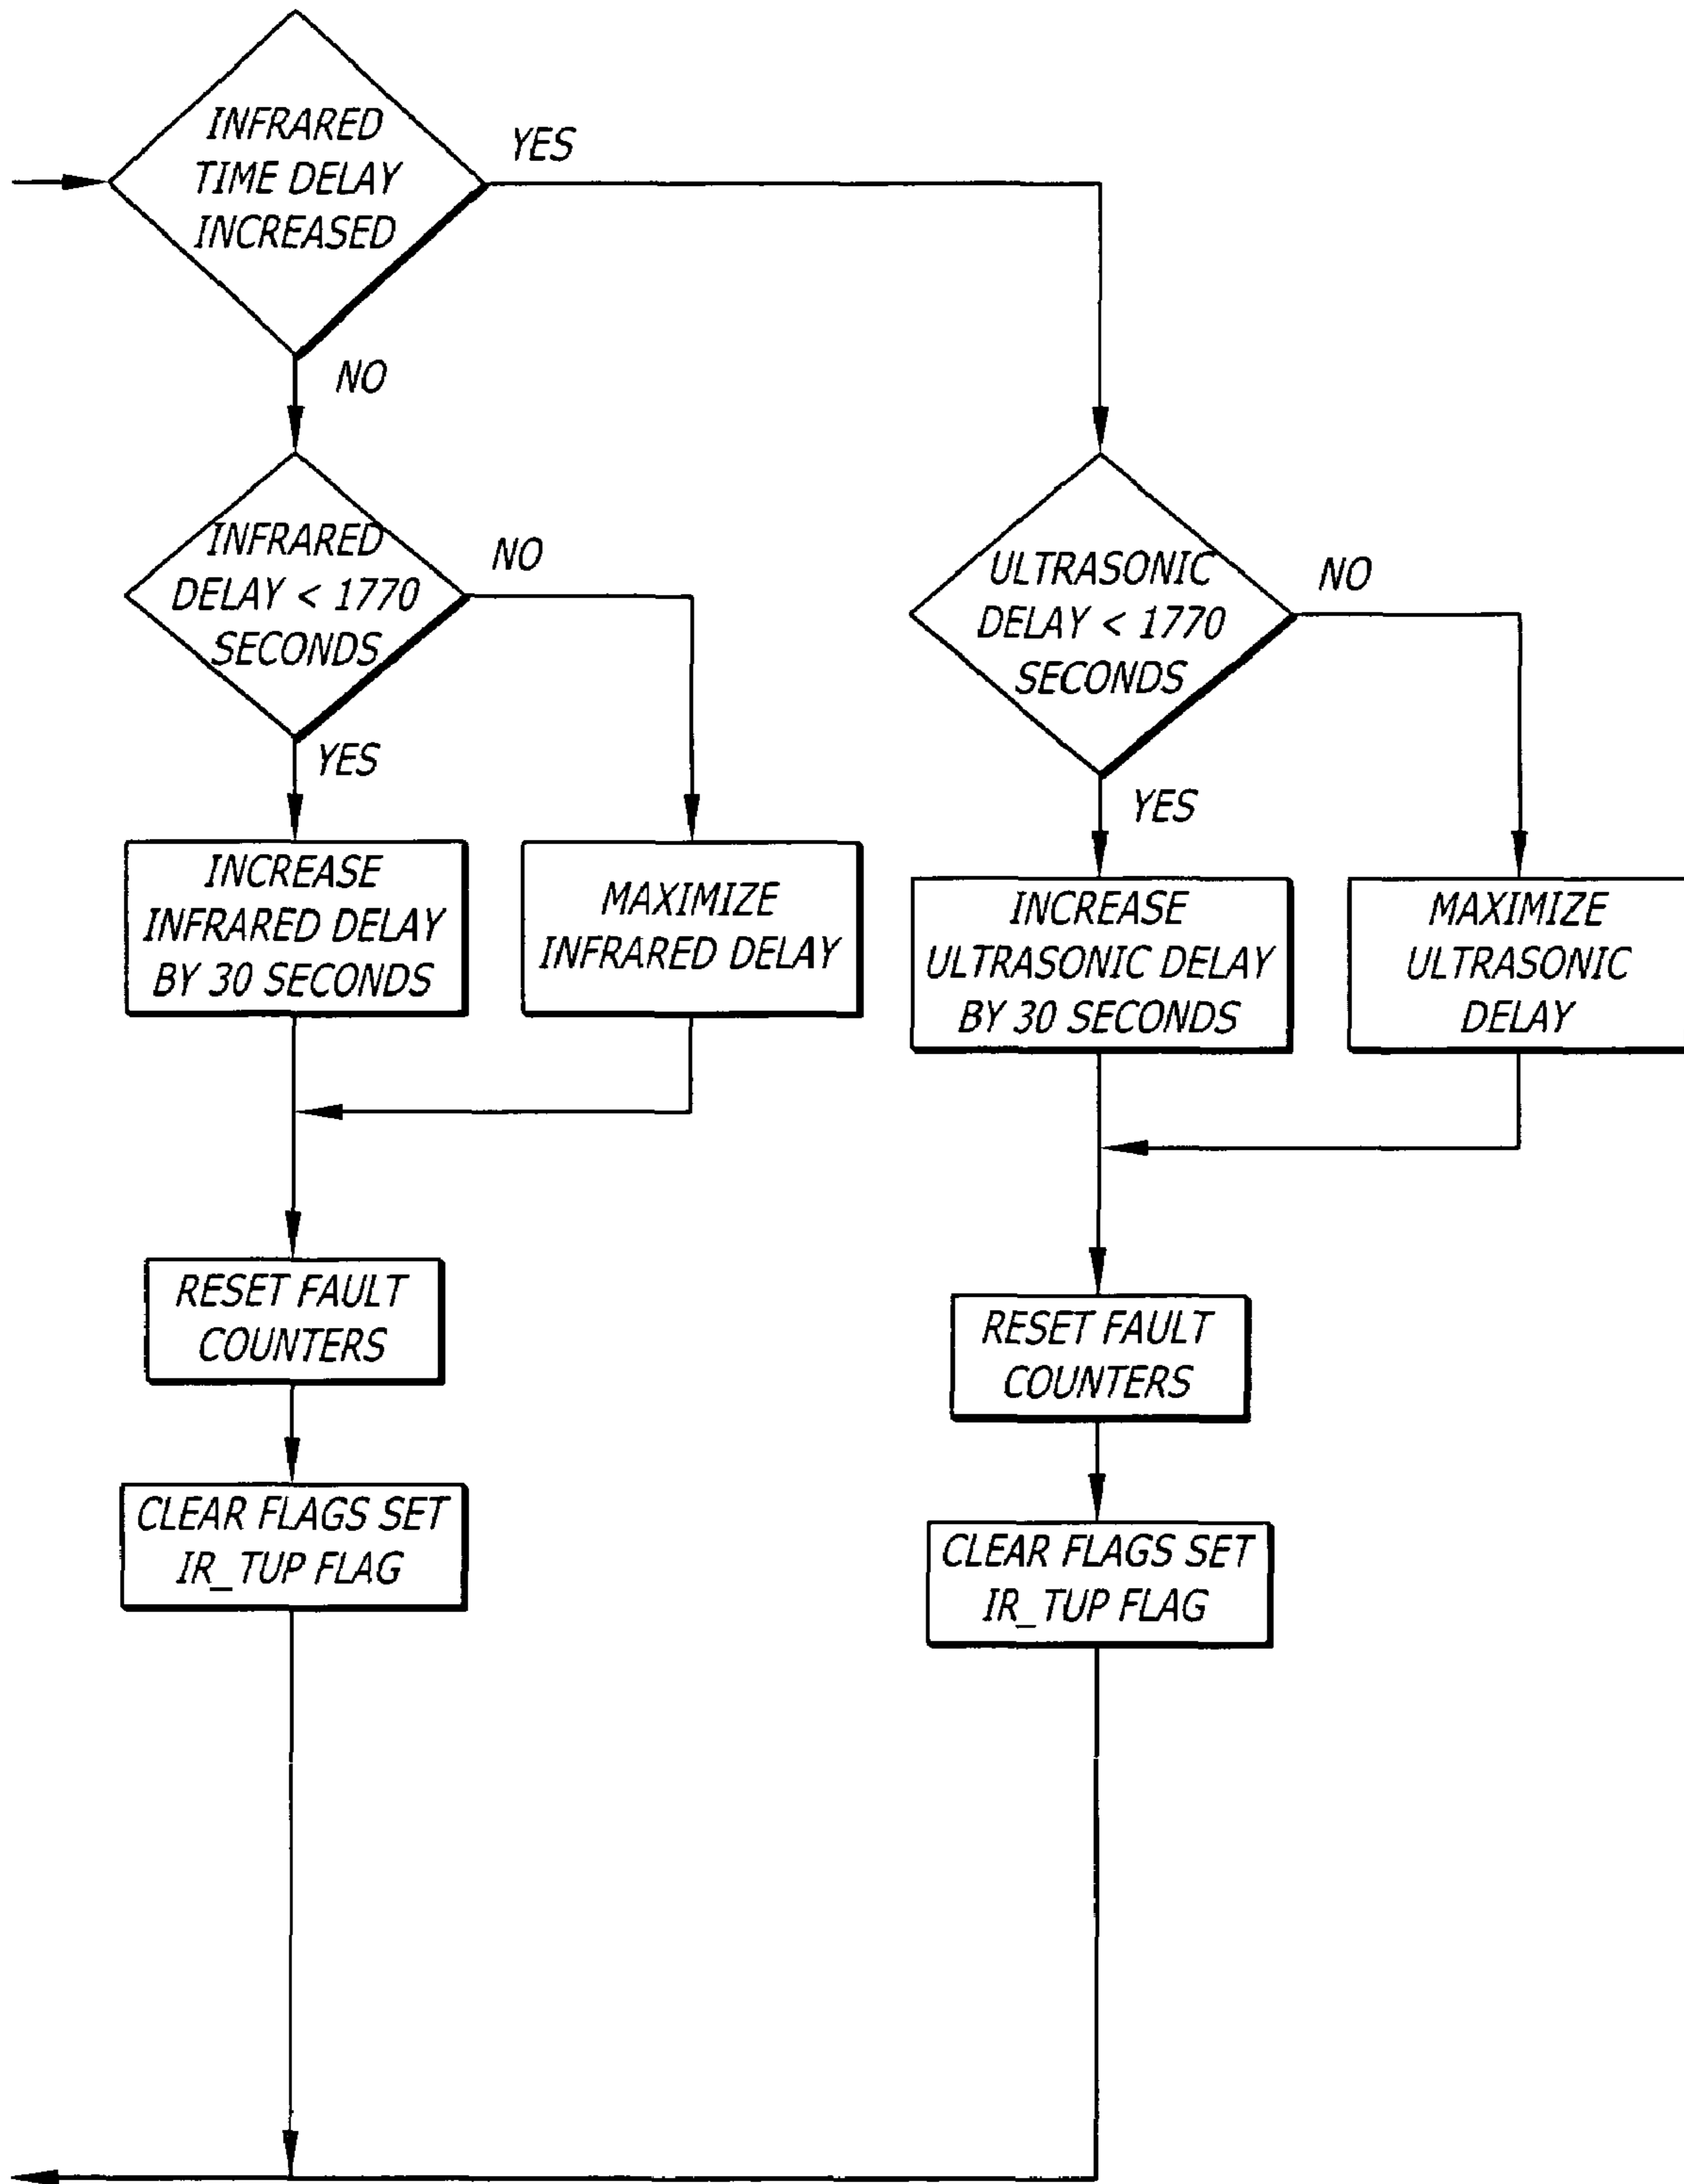 INFRARED
TIME DELAY
INCREASED
YES
NO
INFRARED
DELAY < 1770
SECONDS
NO
YES
INCREASE
INFRARED DELAY
BY 30 SECONDS
MAXIMIZE
INFRARED DELAY
RESET FAULT
COUNTERS
CLEAR FLAGS SET
IR_TUP FLAG
ULTRASONIC
DELAY < 1770
SECONDS
NO
YES
INCREASE
ULTRASONIC DELAY
BY 30 SECONDS
MAXIMIZE
ULTRASONIC
DELAY
RESET FAULT
COUNTERS
CLEAR FLAGS SET
IR_TUP FLAG